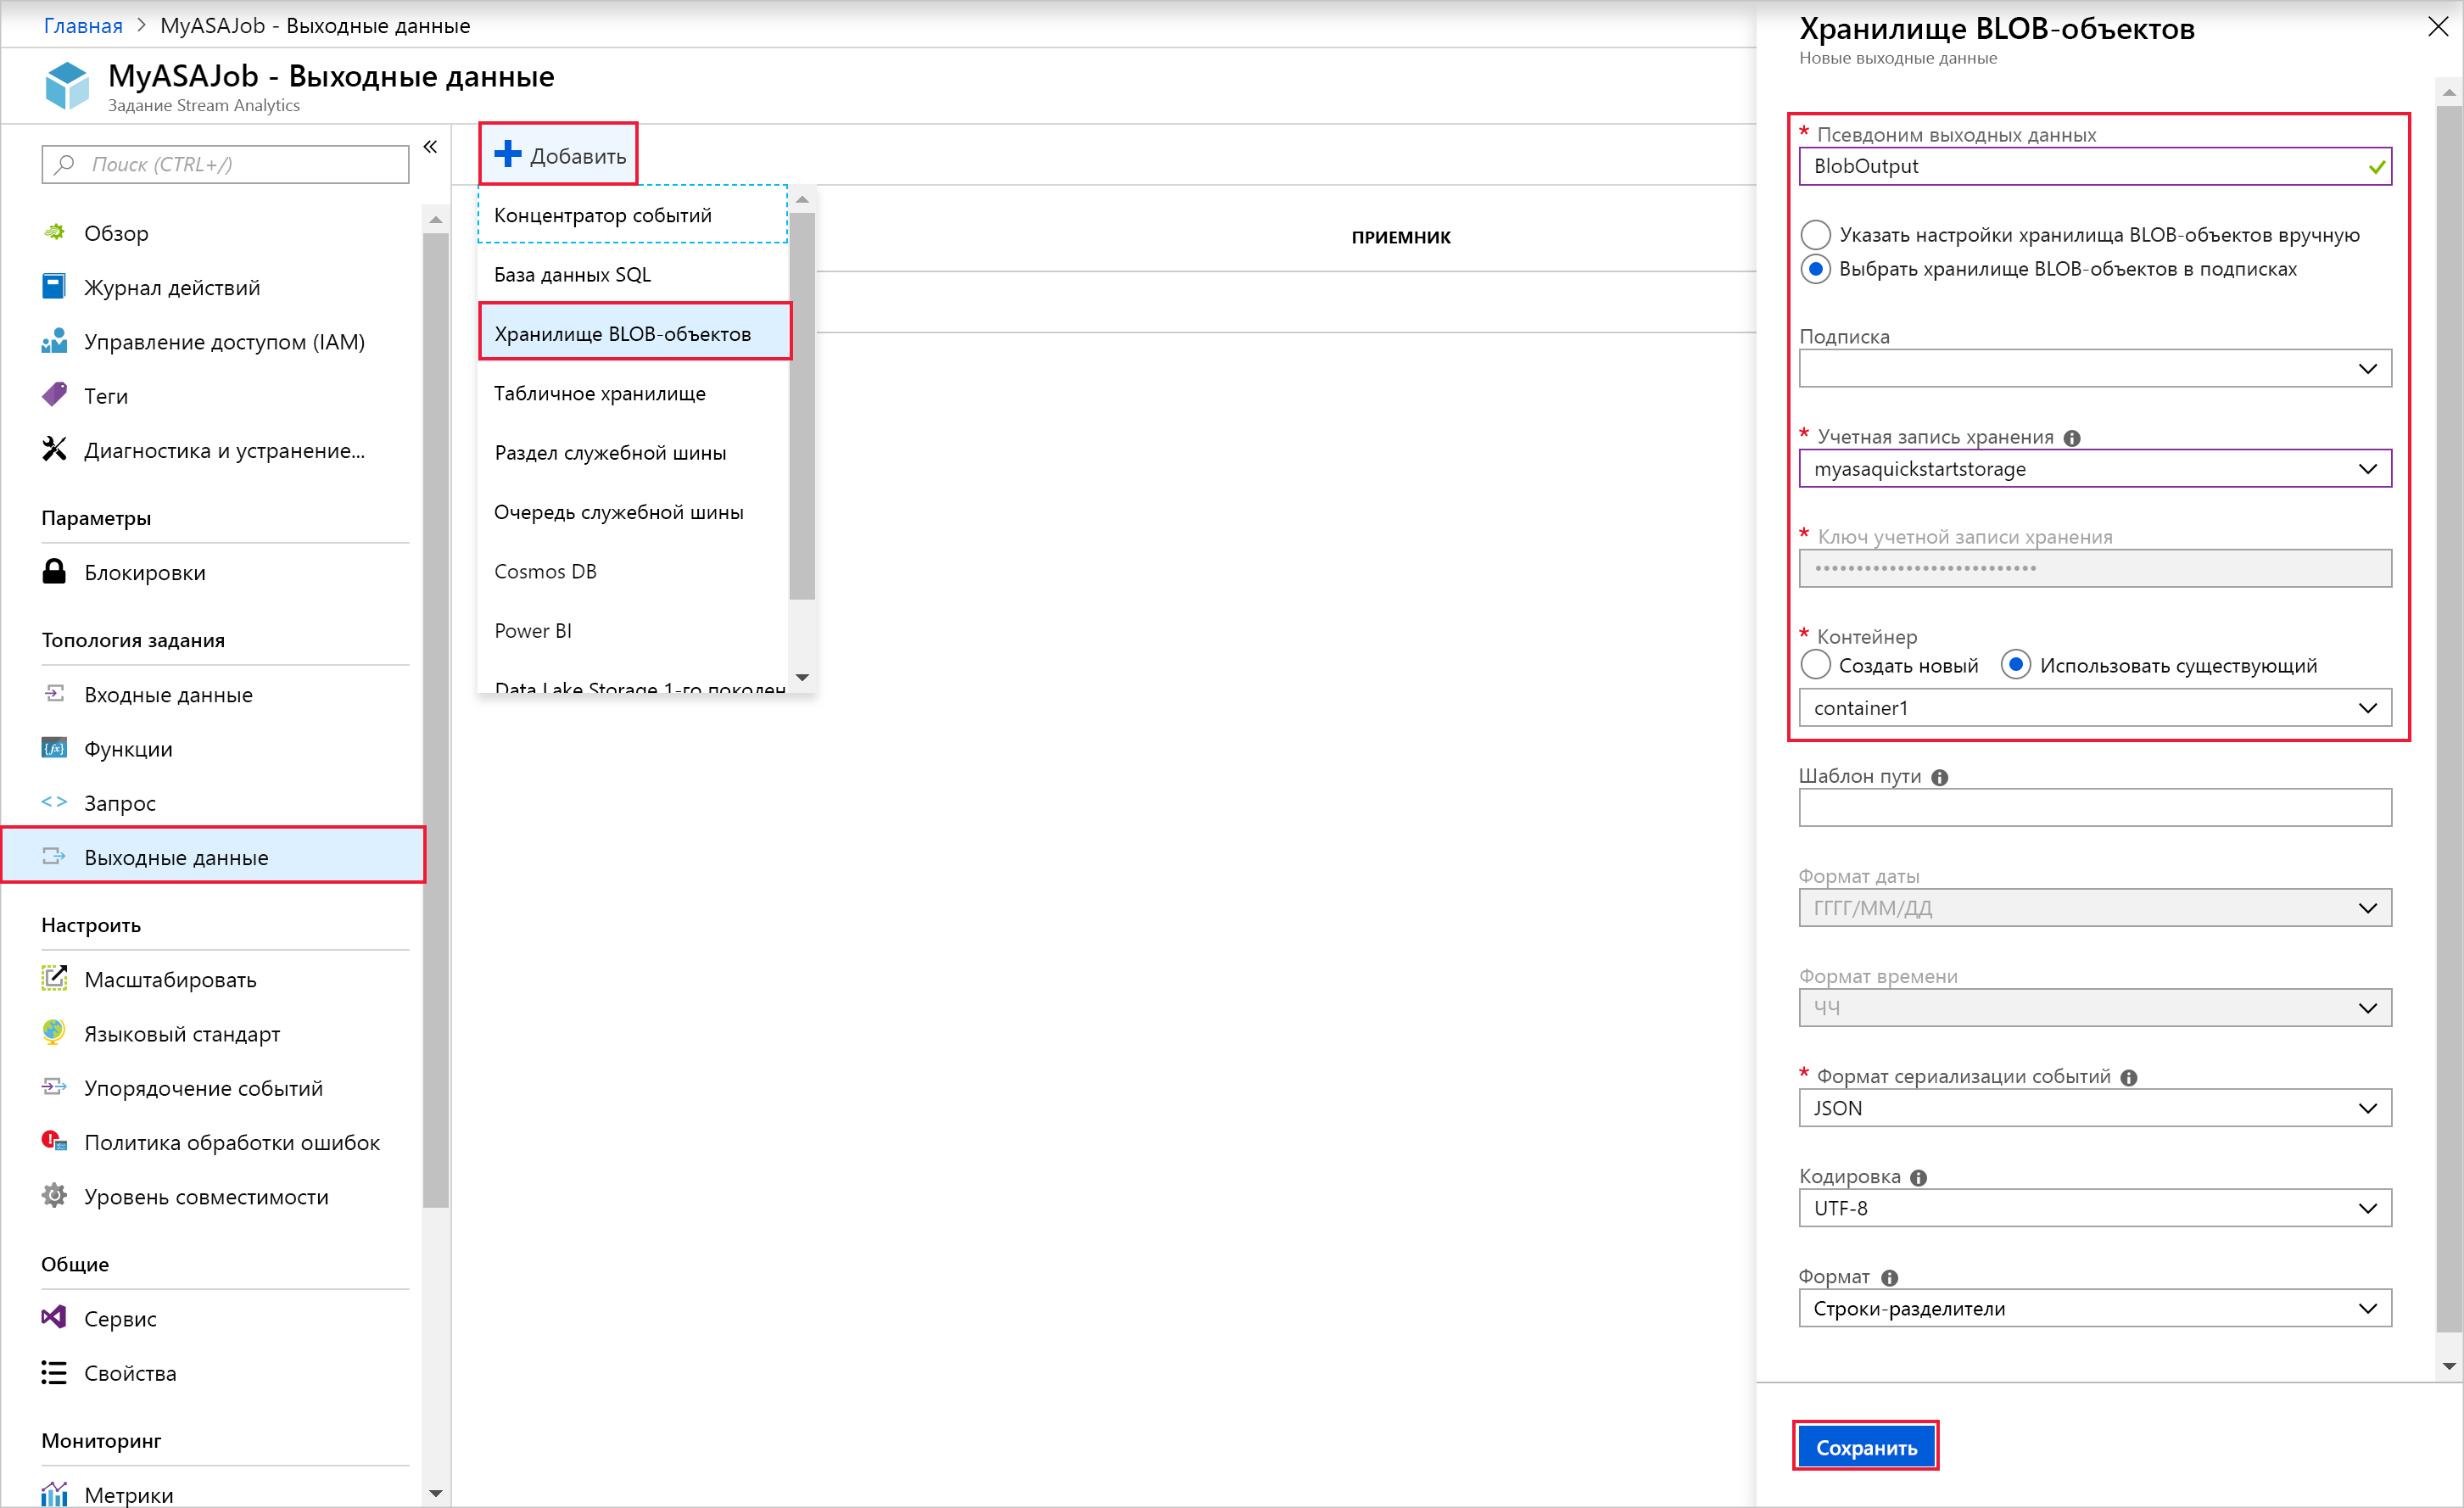 Главная > MyASAJob - Выходные данные
MyASAJob - Выходные данные
Задание Stream Analytics
Поиск (CTRL+/)
Обзор
Журнал действий
Управление доступом (IAM)
Теги
Диагностика и устранение...
Параметры
Блокировки
Топология задания
Входные данные
Функции
Запрос
Выходные данные
Настроить
Масштабировать
Языковый стандарт
Упорядочение событий
Политика обработки ошибок
Уровень совместимости
Общие
Сервис
Свойства
Мониторинг
Метрики
Добавить
Концентратор событий
База данных SQL
Хранилище BLOB-объектов
Табличное хранилище
Раздел служебной шины
Очередь служебной шины
Cosmos DB
Power BI
Data Lake Storage 1-го поколен
ПРИЕМНИК
Хранилище BLOB-объектов
Новые выходные данные
* Псевдоним выходных данных
BlobOutput
Указать настройки хранилища BLOB-объектов вручную
Выбрать хранилище BLOB-объектов в подписках
Подписка
* Учетная запись хранения
myasaquickstartstorage
* Ключ учетной записи хранения
* Контейнер
Создать новый Использовать существующий
container1
Шаблон пути
Формат даты
ГГГГ/ММ/ДД
Формат времени
ЧЧ
* Формат сериализации событий
JSON
Кодировка
UTF-8
Формат
Строки-разделители
Сохранить